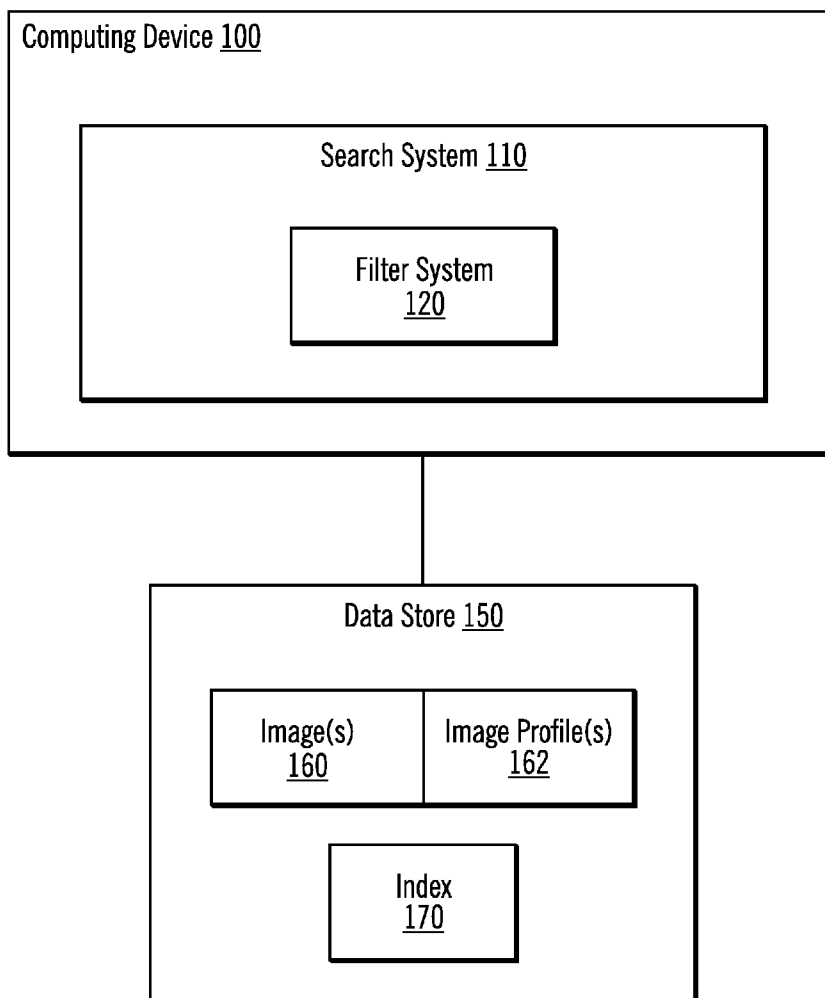 Computing Device 100
Search System 110
Filter System
120
Data Store 150
Image(s)
160
Image Profile(s)
162
Index
170